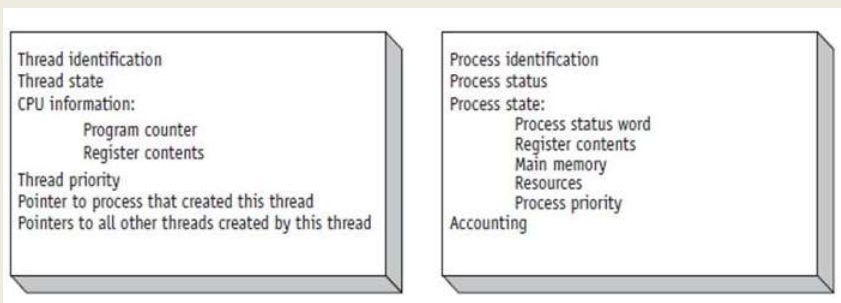 Thread identification
Thread state
CPU information:
Program counter
Register contents
Thread priority
Pointer to process that created this thread
Pointers to all other threads created by this thread
Process identification
Process status
Process state:
Process status word
Register contents
Main memory
Resources
Process priority
Accounting